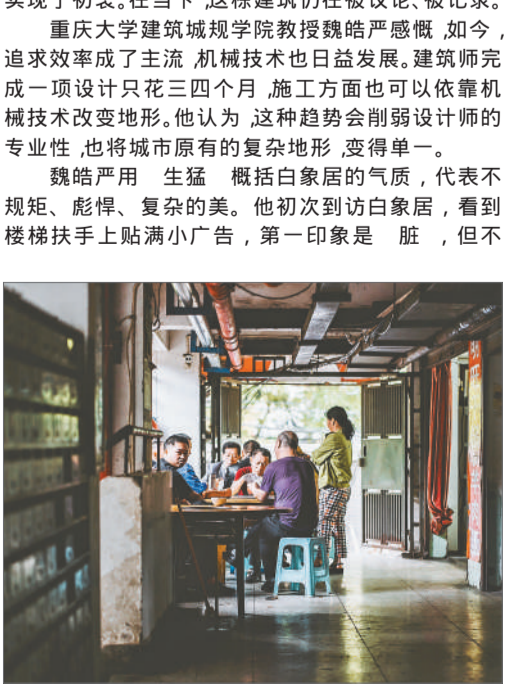 实现了初衷。在当下,这栋建筑仍在被议论、被记录。
重庆大学建筑城规学院教授魏皓严感慨,如今,
追求效率成了主流,机械技术也日益发展。建筑师完
成一项设计只花三四个月,施工方面也可以依靠机
械技术改变地形。他认为,这种趋势会削弱设计师的
专业性,也将城市原有的复杂地形,变得单一。
魏皓严用 生猛 概括白象居的气质，代表不
规矩、彪悍、复杂的美。他初次到访白象居，看到
楼梯扶手上贴满小广告，第一印象是 脏 ，但不